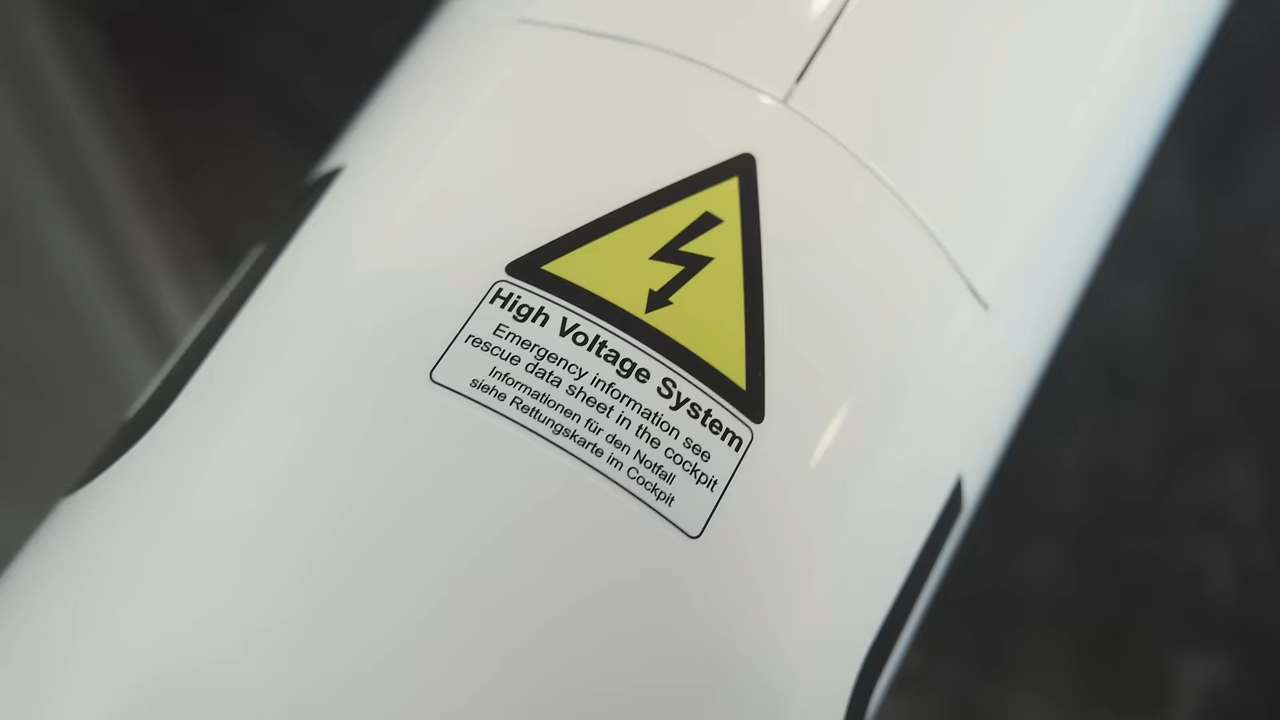 High Voltage System
Emergency information see
rescue data sheet in the cockpit
Informationen für den Notfall
siehe Rettungskarte im Cockpit